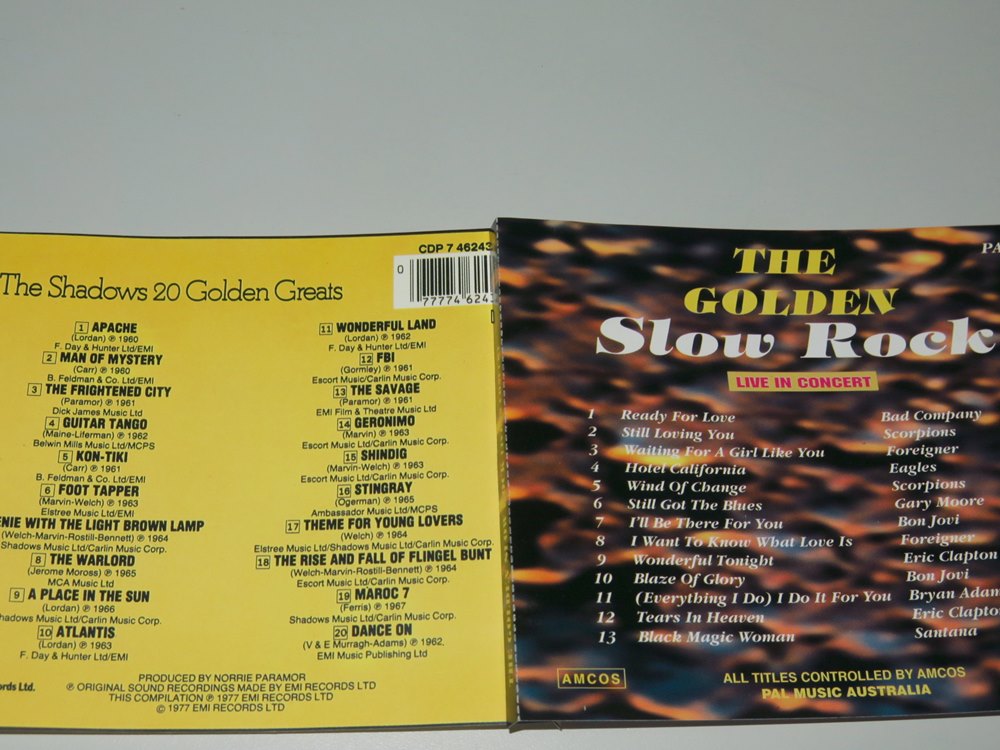 CDP 7 46243
0
77774 6243
The Shadows 20 Golden Greats
1 APACHE
(Lordan) ℗ 1960
F. Day & Hunter Ltd/EMI
2 MAN OF MYSTERY
(Carr) ℗ 1960
B. Feldman & Co. Ltd/EMI
3 THE FRIGHTENED CITY
(Paramor) ℗ 1961
Dick James Music Ltd
4 GUITAR TANGO
(Maine-Liferman) ℗ 1962
Belwin Mills Music Ltd/MCPS
5 KON-TIKI
(Carr) ℗ 1961
B. Feldman & Co. Ltd/EMI
6 FOOT TAPPER
(Marvin-Welch) ℗ 1963
Elstree Music Ltd/EMI
ENIE WITH THE LIGHT BROWN LAMP
(Welch-Marvin-Rostill-Bennett) ℗ 1964
Shadows Music Ltd/Carlin Music Corp.
8 THE WARLORD
(Jerome Moross) ℗ 1965
MCA Music Ltd
9 A PLACE IN THE SUN
(Lordan) ℗ 1966
Shadows Music Ltd/Carlin Music Corp.
10 ATLANTIS
(Lordan) ℗ 1963
F. Day & Hunter Ltd/EMI
11 WONDERFUL LAND
(Lordan) ℗ 1962
F. Day & Hunter Ltd/EMI
12 FBI
(Gormley) ℗ 1961
Escort Music/Carlin Music Corp.
13 THE SAVAGE
(Paramor) ℗ 1961
EMI Film & Theatre Music Ltd
14 GERONIMO
(Marvin) ℗ 1963
Escort Music Ltd/Carlin Music Corp.
15 SHINDIG
(Marvin-Welch) ℗ 1963
Escort Music Ltd/Carlin Music Corp.
16 STINGRAY
(Ogerman) ℗ 1965
Ambassador Music Ltd/MCPS
17 THEME FOR YOUNG LOVERS
(Welch) ℗ 1964
Elstree Music Ltd/Shadows Music Ltd/Carlin Music Corp.
18 THE RISE AND FALL OF FLINGEL BUNT
(Welch-Marvin-Rostill-Bennett) ℗ 1964
Escort Music Ltd/Carlin Music Corp.
19 MAROC 7
(Ferris) ℗ 1967
Shadows Music Ltd/Carlin Music Corp.
20 DANCE ON
(V & E Murragh-Adams) ℗ 1962
EMI Music Publishing Ltd
PRODUCED BY NORRIE PARAMOR
ords Ltd. ℗ ORIGINAL SOUND RECORDINGS MADE BY EMI RECORDS LTD
THIS COMPILATION ℗ 1977 EMI RECORDS LTD
© 1977 EMI RECORDS LTD
PA
THE
GOLDEN
Slow Rock
LIVE IN CONCERT
1 Ready For Love Bad Company
2 Still Loving You Scorpions
3 Waiting For A Girl Like You Foreigner
4 Hotel California Eagles
5 Wind Of Change Scorpions
6 Still Got The Blues Gary Moore
7 I'll Be There For You Bon Jovi
8 I Want To Know What Love Is Foreigner
9 Wonderful Tonight Eric Clapton
10 Blaze Of Glory Bon Jovi
11 (Everything I Do) I Do It For You Bryan Adam
12 Tears In Heaven Eric Clapto
13 Black Magic Woman Santana
AMCOS
ALL TITLES CONTROLLED BY AMCOS
PAL MUSIC AUSTRALIA